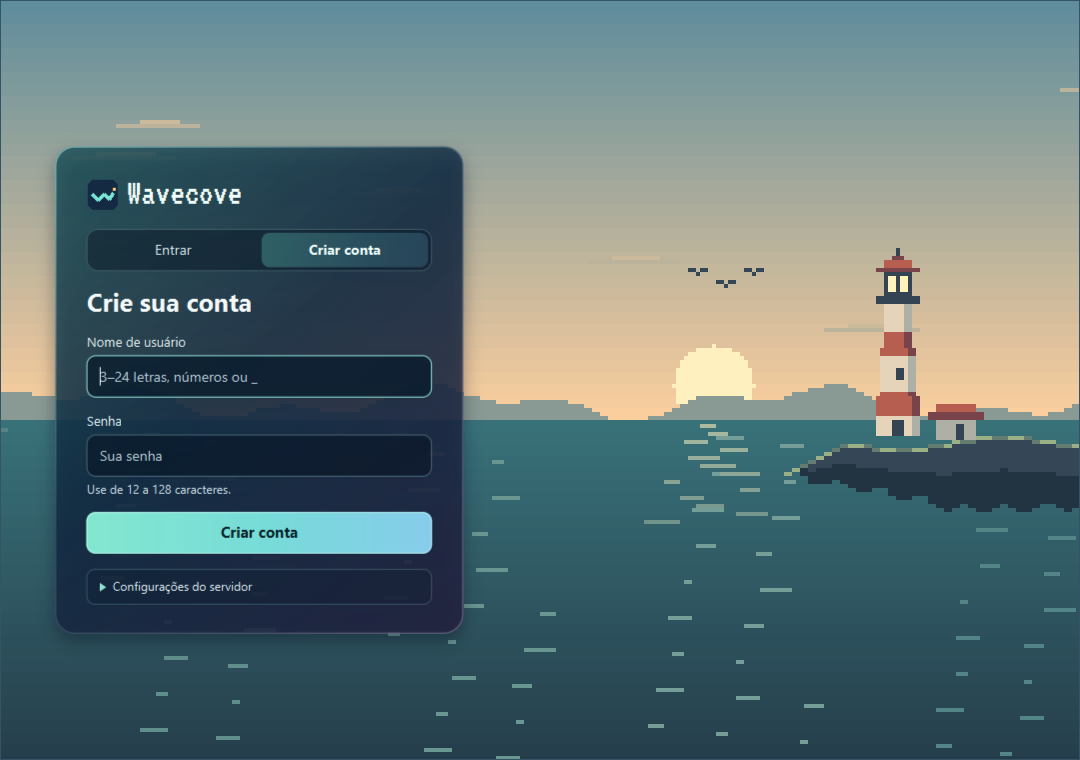 Wavecove
Entrar
Criar conta
Crie sua conta
Nome de usuário
3–24 letras, números ou _
Senha
Sua senha
Use de 12 a 128 caracteres.
Criar conta
Configurações do servidor